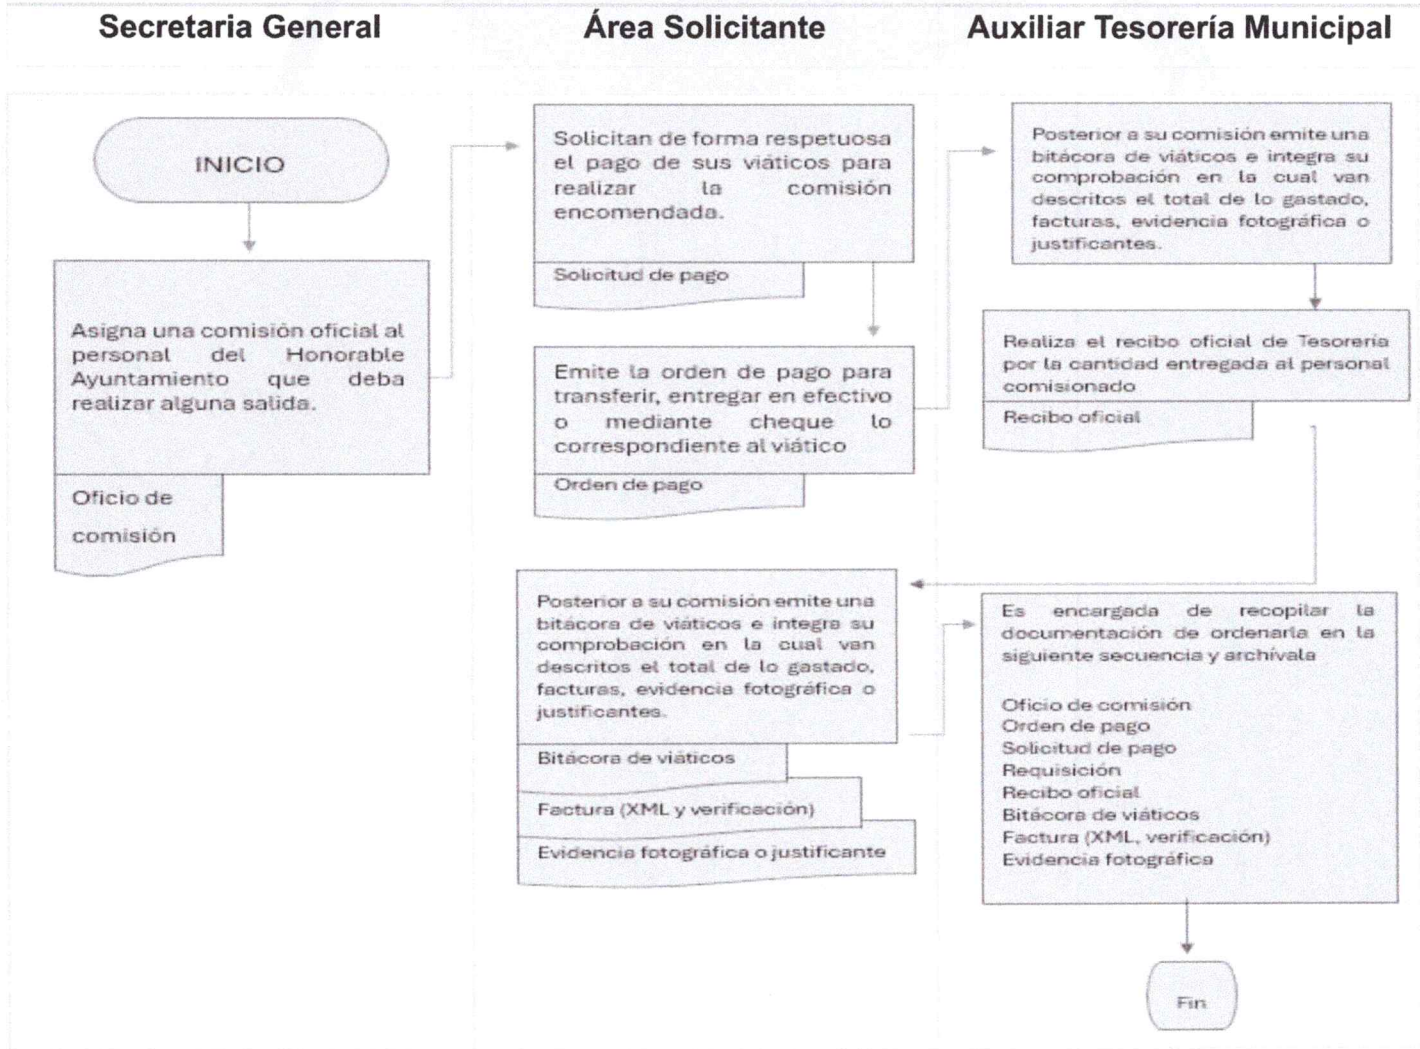 Secretaria General
Área Solicitante
Auxiliar Tesorería Municipal
INICIO
Asigna una comisión oficial al
personal del Honorable
Ayuntamiento que deba
realizar alguna salida.
Oficio de
comisión
Solicitan de forma respetuosa
el pago de sus viáticos para
realizar la comisión
encomendada.
Solicitud de pago
Emite la orden de pago para
transferir, entregar en efectivo
o mediante cheque lo
correspondiente al viático
Orden de pago
Posterior a su comisión emite una
bitácora de viáticos e integra su
comprobación en la cual van
descritos el total de lo gastado,
facturas, evidencia fotográfica o
justificantes.
Realiza el recibo oficial de Tesorería
por la cantidad entregada al personal
comisionado
Recibo oficial
Posterior a su comisión emite una
bitácora de viáticos e integra su
comprobación en la cual van
descritos el total de lo gastado,
facturas, evidencia fotográfica o
justificantes.
Bitácora de viáticos
Factura (XML y verificación)
Evidencia fotográfica o justificante
Es encargada de recopilar la
documentación de ordenarla en la
siguiente secuencia y archívala
Oficio de comisión
Orden de pago
Solicitud de pago
Requisición
Recibo oficial
Bitácora de viáticos
Factura (XML, verificación)
Evidencia fotográfica
Fin